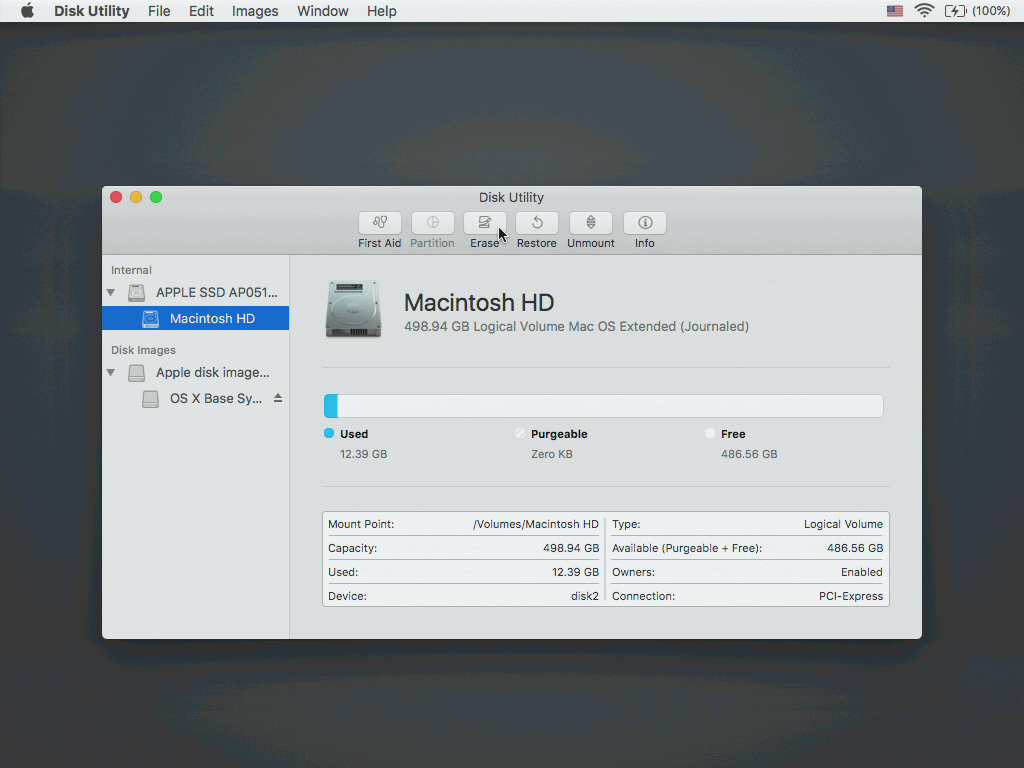 Disk Utility File Edit Images Window Help (100%)
Disk Utility
First Aid Partition Erase Restore Unmount Info
Internal
APPLE SSD AP051...
Macintosh HD
Disk Images
Apple disk image...
OS X Base Sy...
Macintosh HD
498.94 GB Logical Volume Mac OS Extended (Journaled)
Used Purgeable Free
12.39 GB Zero KB 486.56 GB
Mount Point: /Volumes/Macintosh HD Type: Logical Volume
Capacity: 498.94 GB Available (Purgeable + Free): 486.56 GB
Used: 12.39 GB Owners: Enabled
Device: disk2 Connection: PCI-Express